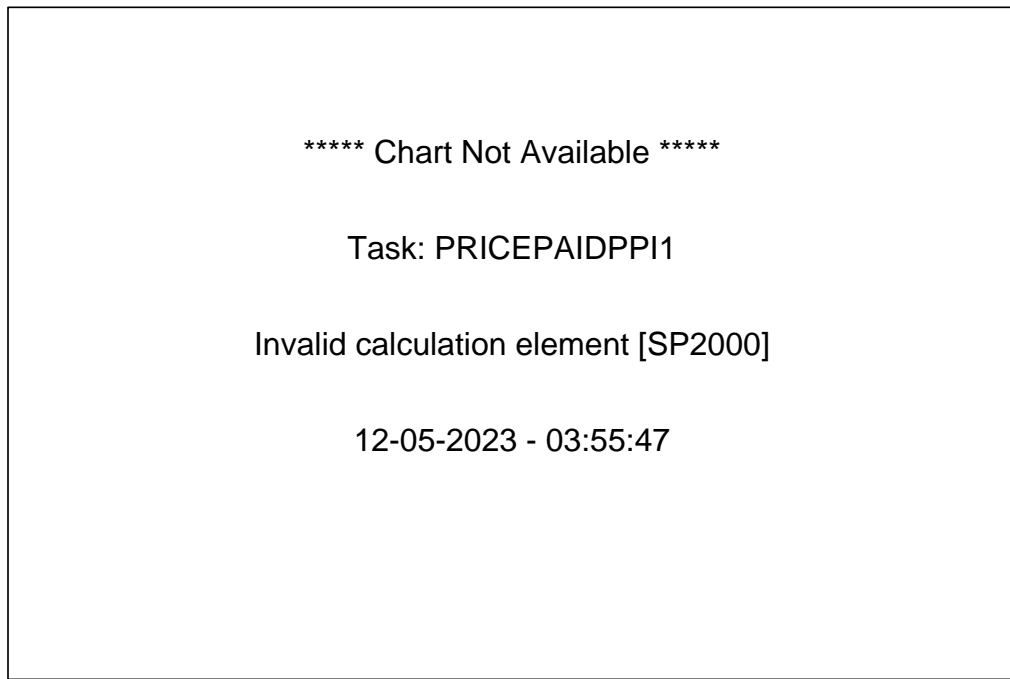 ***** Chart Not Available *****
Task: PRICEPAIDPPI1
Invalid calculation element [SP2000]
12-05-2023 - 03:55:47